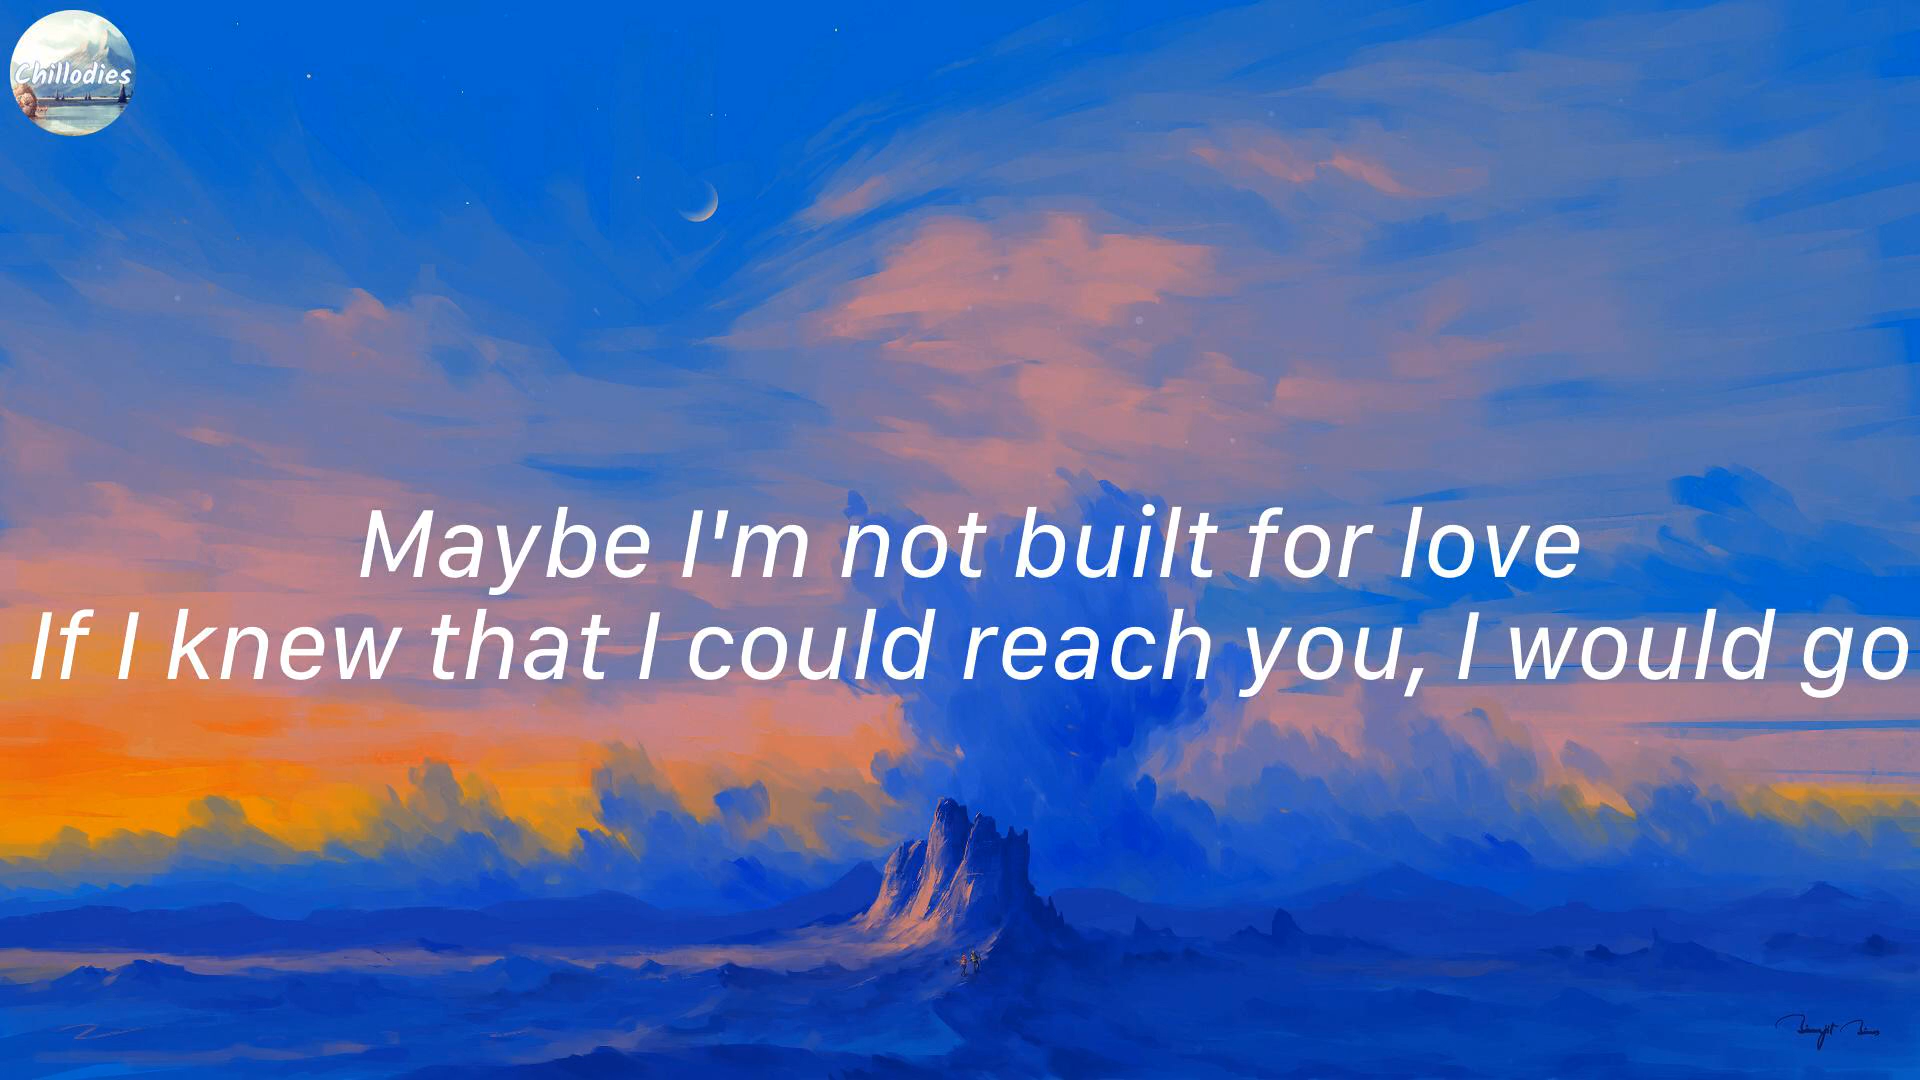 Chillodies
Maybe I'm not built for love
If I knew that I could reach you, I would go